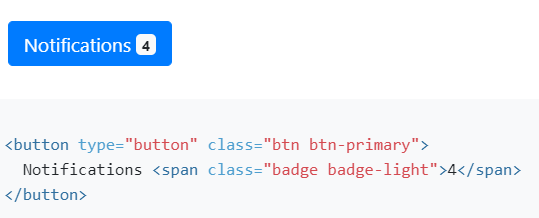 Notifications 4
<button type="button" class="btn btn-primary">
  Notifications <span class="badge badge-light">4</span>
</button>